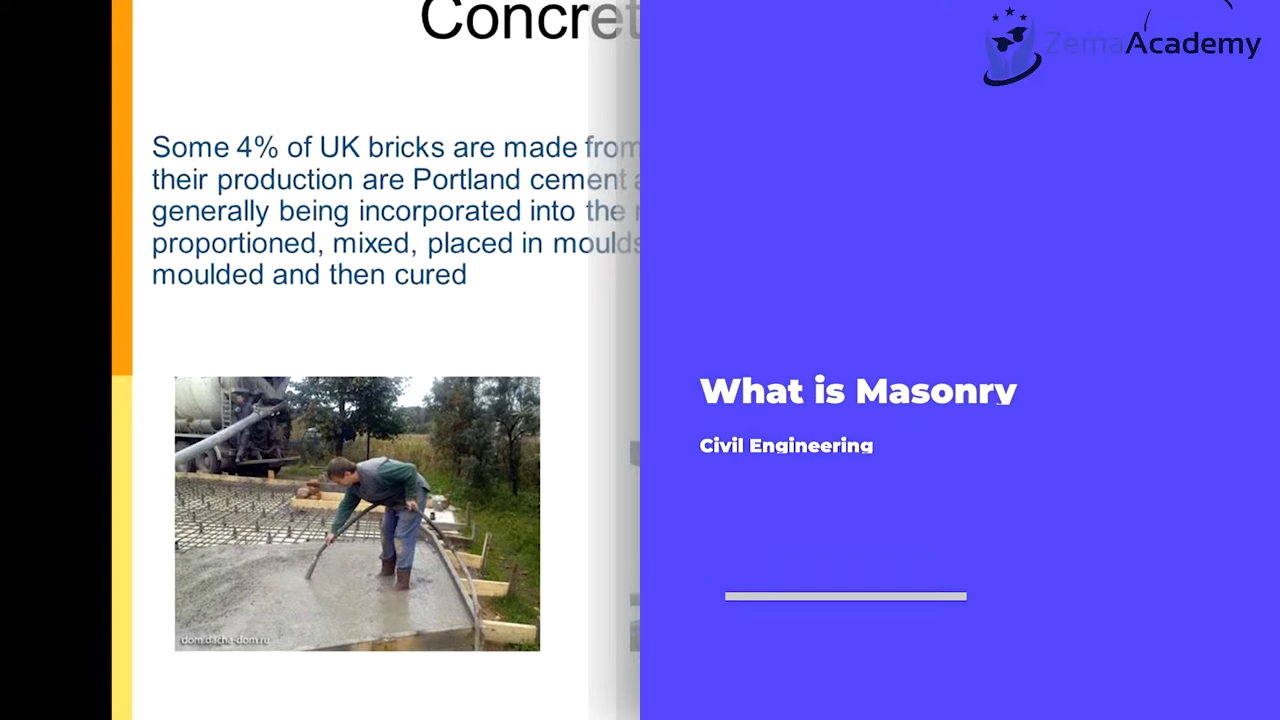 Concret
Some 4% of UK bricks are made from
their production are Portland cement a
generally being incorporated into the
proportioned, mixed, placed in moulds
moulded and then cured
dom.dacha-dom.ru
ZemaAcademy
What is Masonry
Civil Engineering